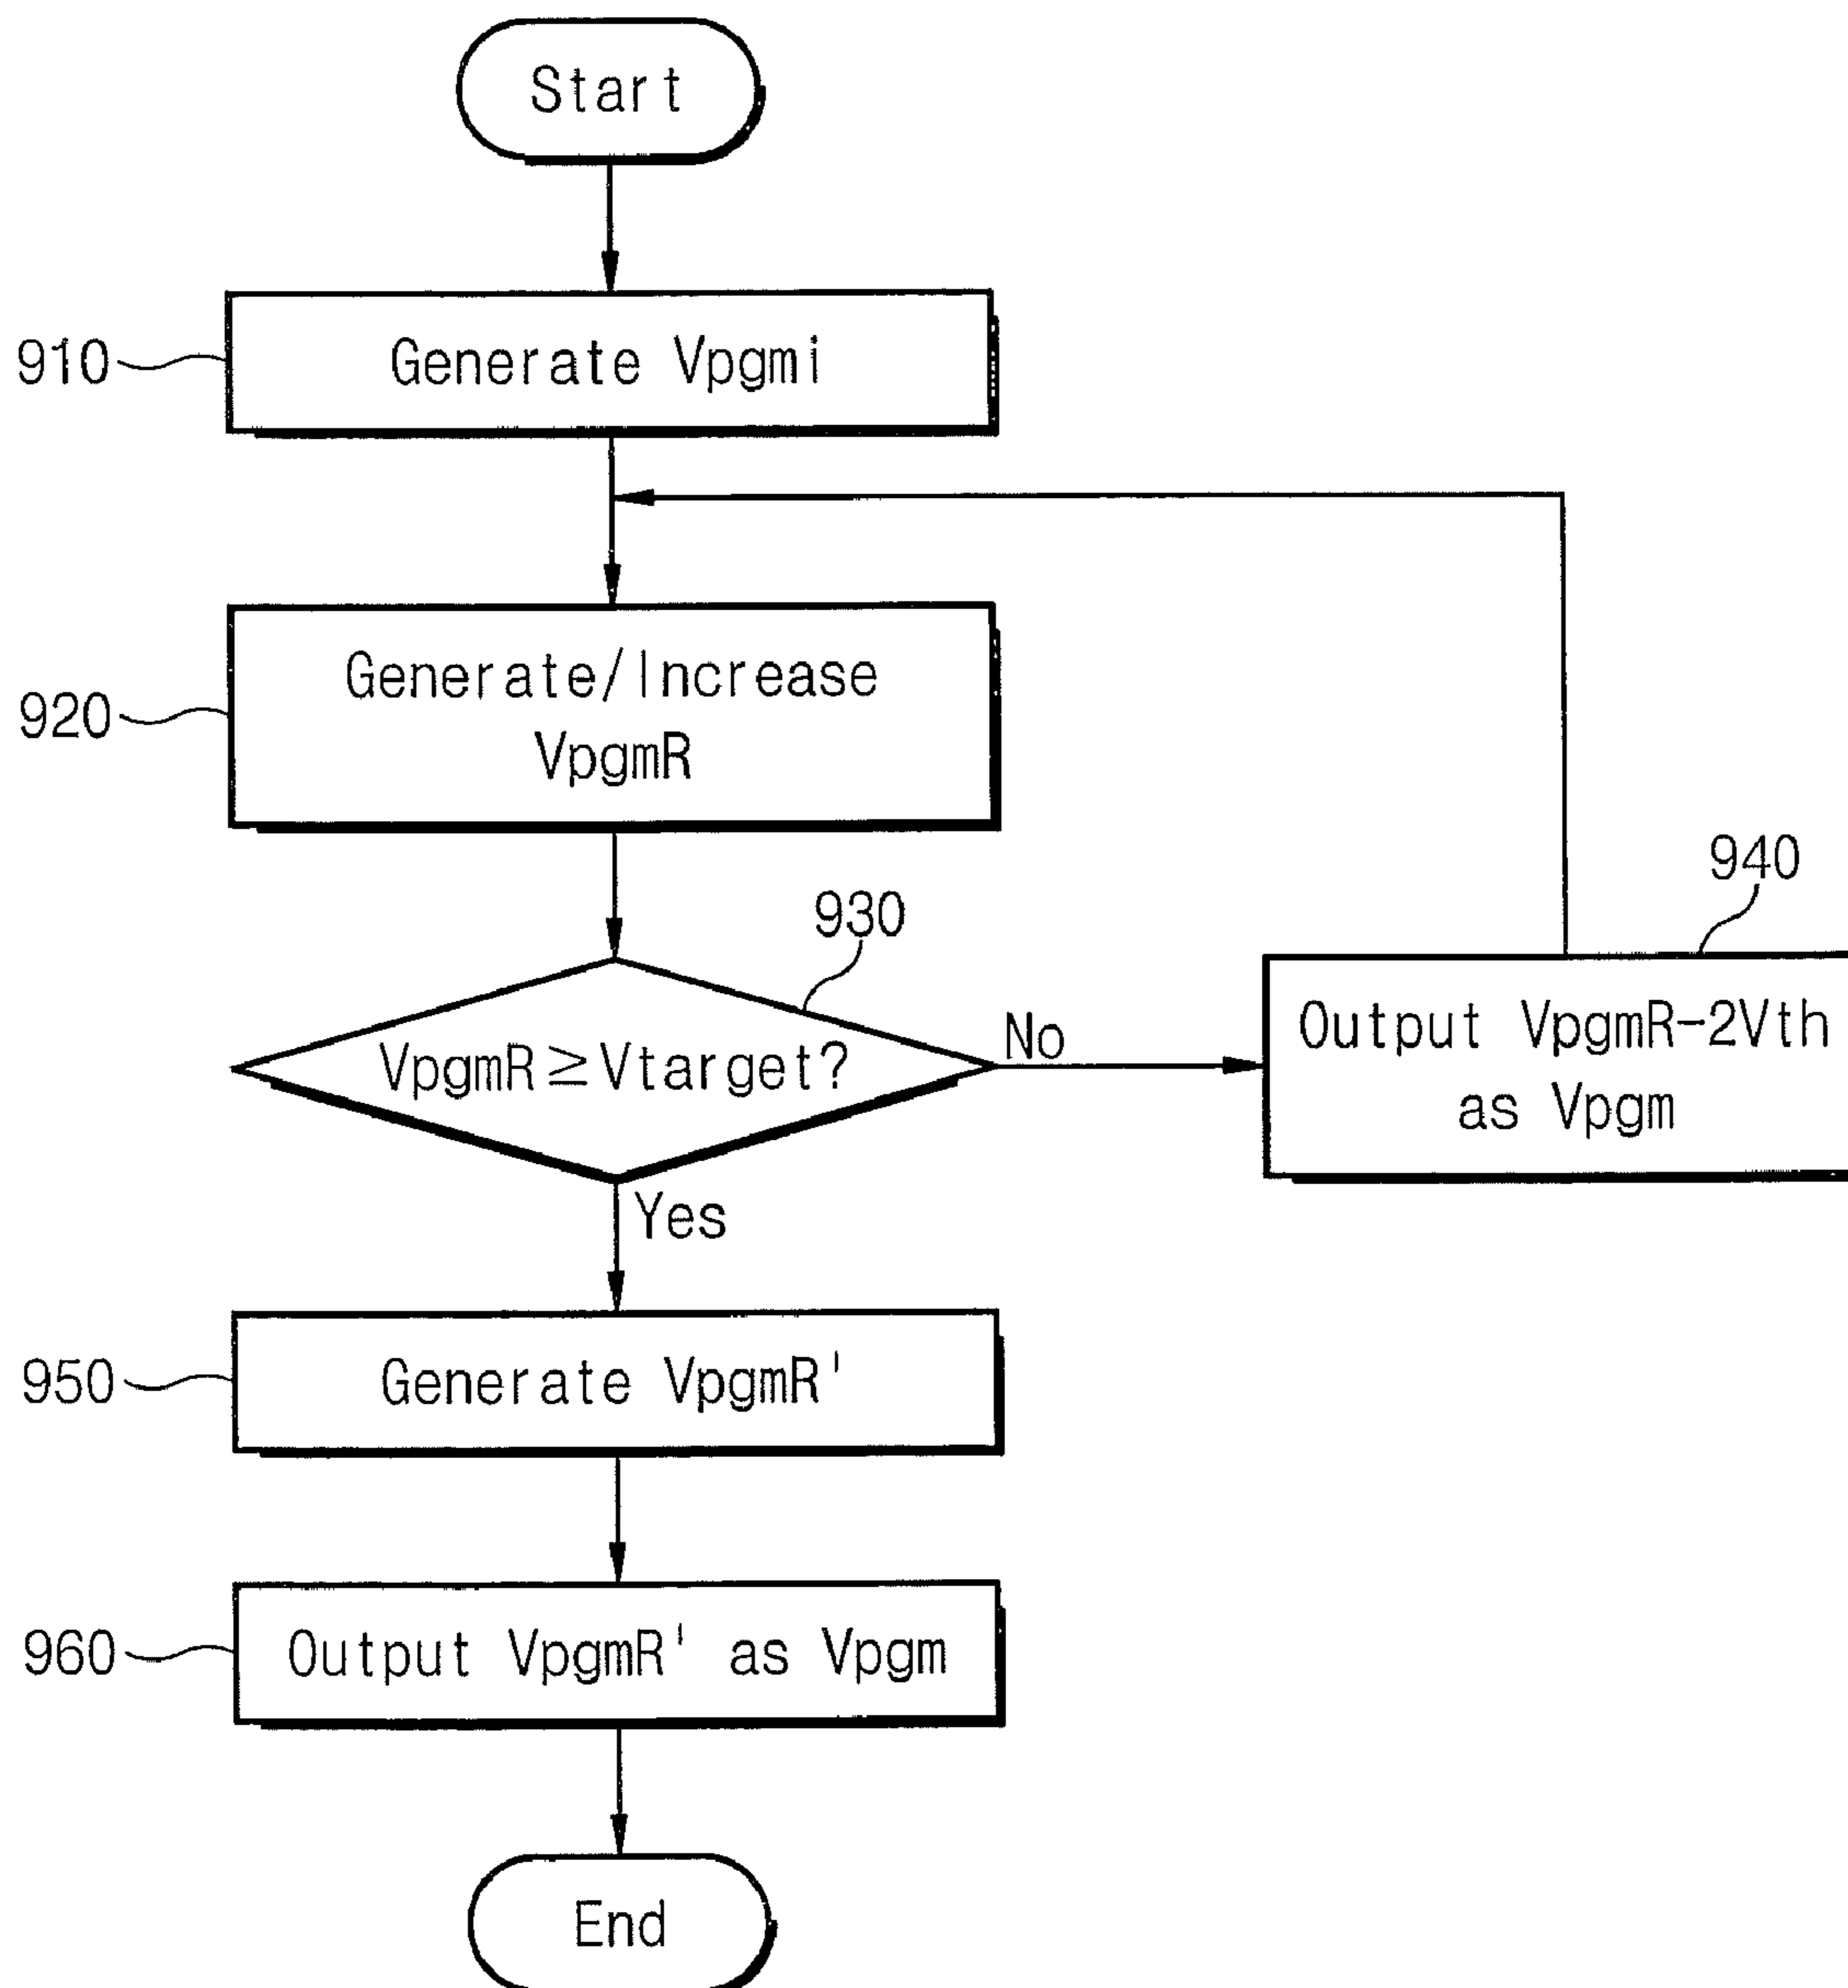 Start
910
Generate Vpgmi
920
Generate/Increase
VpgmR
930
940
VpgmR≧Vtarget?
No
Output VpgmR-2Vth
as Vpgm
Yes
950
Generate VpgmR'
960
Output VpgmR' as Vpgm
End